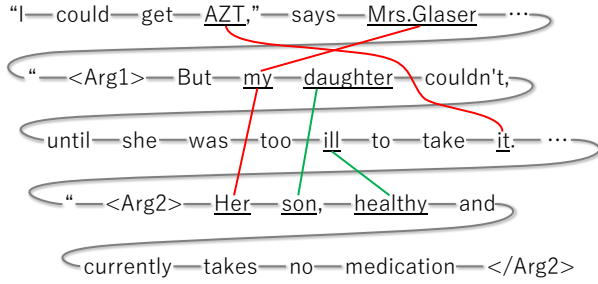 “I could get AZT,” says Mrs.Glaser ⋯
“ <Arg1> But my daughter couldn't,
until she was too ill to take it. ⋯
“ <Arg2> Her son, healthy and
currently takes no medication </Arg2>